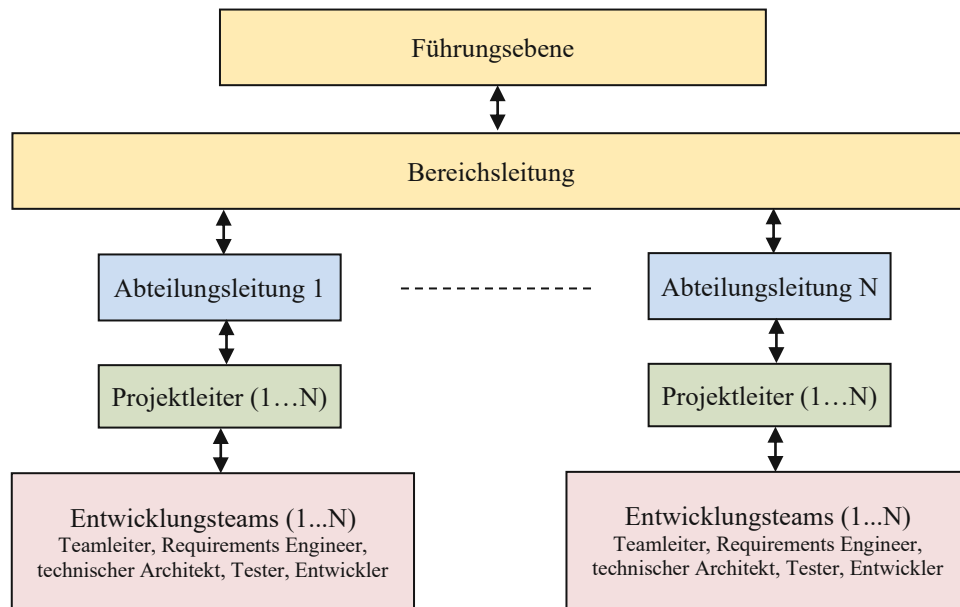 Führungsebene
Bereichsleitung
Abteilungsleitung 1
Abteilungsleitung N
Projektleiter (1…N)
Projektleiter (1…N)
Entwicklungsteams (1...N)
Teamleiter, Requirements Engineer,
technischer Architekt, Tester, Entwickler
Entwicklungsteams (1...N)
Teamleiter, Requirements Engineer,
technischer Architekt, Tester, Entwickler